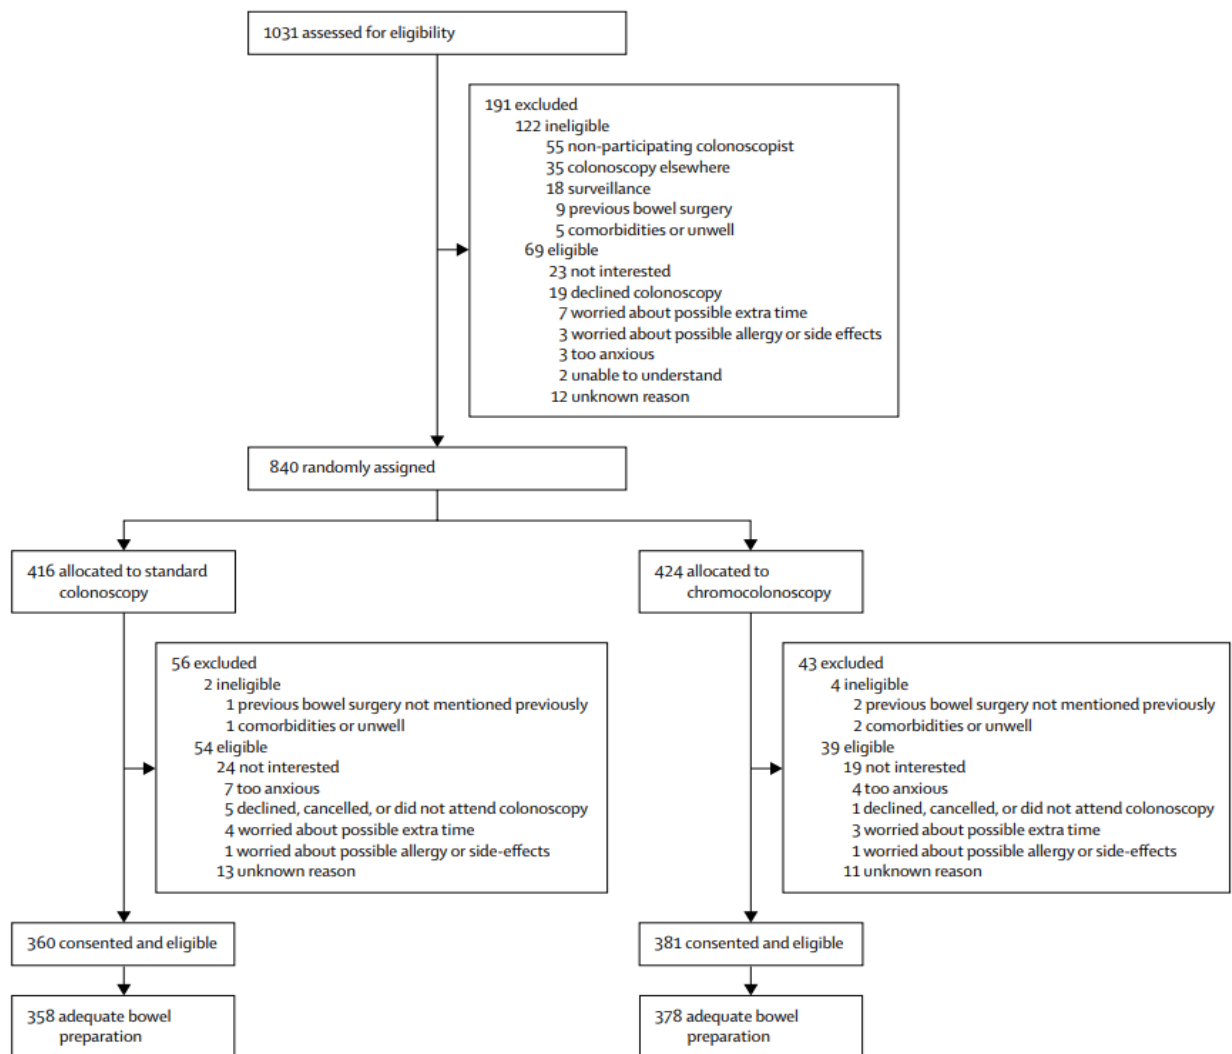 1031 assessed for eligibility
191 excluded
122 ineligible
55 non-participating colonoscopist
35 colonoscopy elsewhere
18 surveillance
9 previous bowel surgery
5 comorbidities or unwell
69 eligible
23 not interested
19 declined colonoscopy
7 worried about possible extra time
3 worried about possible allergy or side effects
3 too anxious
2 unable to understand
12 unknown reason
840 randomly assigned
416 allocated to standard
colonoscopy
424 allocated to
chromocolonoscopy
56 excluded
2 ineligible
1 previous bowel surgery not mentioned previously
1 comorbidities or unwell
54 eligible
24 not interested
7 too anxious
5 declined, cancelled, or did not attend colonoscopy
4 worried about possible extra time
1 worried about possible allergy or side-effects
13 unknown reason
43 excluded
4 ineligible
2 previous bowel surgery not mentioned previously
2 comorbidities or unwell
39 eligible
19 not interested
4 too anxious
1 declined, cancelled, or did not attend colonoscopy
3 worried about possible extra time
1 worried about possible allergy or side-effects
11 unknown reason
360 consented and eligible
381 consented and eligible
358 adequate bowel
preparation
378 adequate bowel
preparation